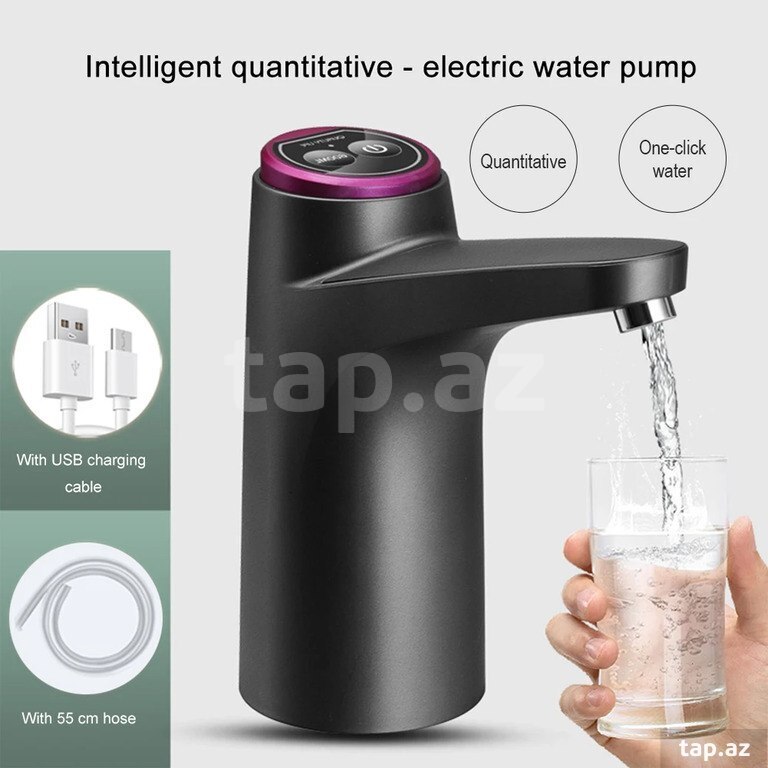 Intelligent quantitative - electric water pump
Quantitative
One-click
water
tap.az
With USB charging
cable
With 55 cm hose
tap.az